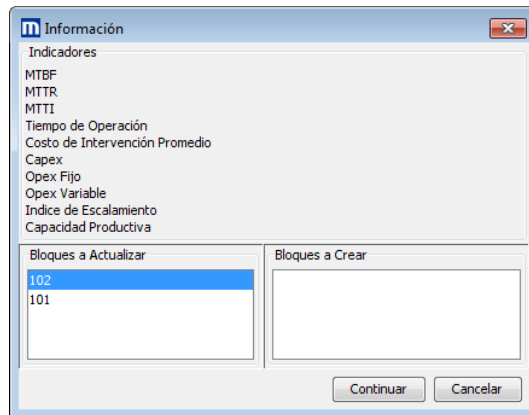 m Información
Indicadores
MTBF
MTTR
MTTI
Tiempo de Operación
Costo de Intervención Promedio
Capex
Opex Fijo
Opex Variable
Indice de Escalamiento
Capacidad Productiva
Bloques a Actualizar
102
101
Bloques a Crear
Continuar
Cancelar